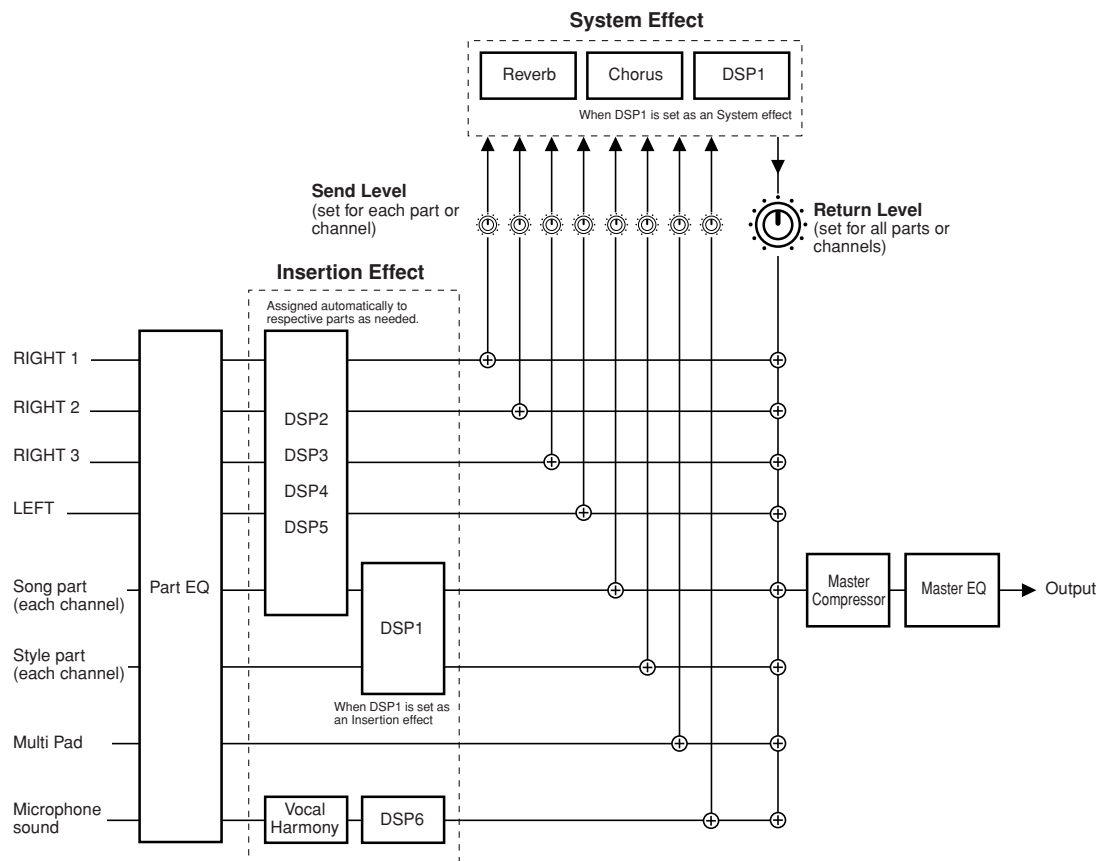 System Effect
Reverb
Chorus
DSP1
When DSP1 is set as an System effect
Send Level
(set for each part or
channel)
Return Level
(set for all parts or
channels)
Insertion Effect
Assigned automatically to
respective parts as needed.
RIGHT 1
RIGHT 2
RIGHT 3
LEFT
Song part
(each channel)
Style part
(each channel)
Multi Pad
Microphone
sound
Part EQ
DSP2
DSP3
DSP4
DSP5
DSP1
When DSP1 is set as
an Insertion effect
Vocal
Harmony
DSP6
Master
Compressor
Master EQ
Output